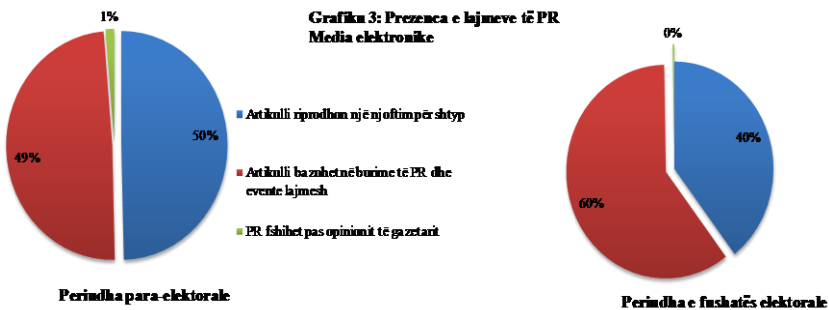 Grafiku 3: Prezenca e lajmeve të PR
Media elektronike
1%
50%
49%
Artikulli riprodhon një njoftim për shtyp
Artikulli baznhet në burime të PR dhe
evente lajmesh
PR fshihet pas opinionit të gazetarit
Periudha para-elektorale
0%
40%
60%
Periudha e fushatës elektorale